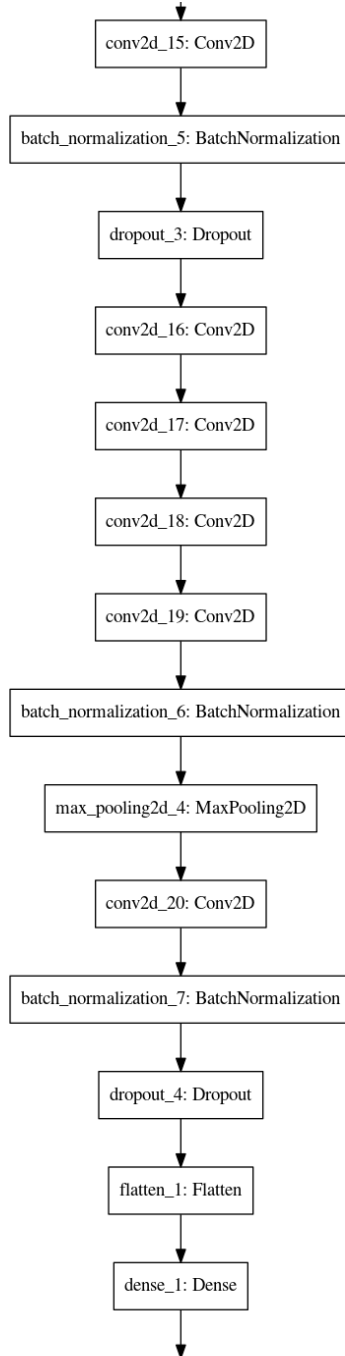 conv2d_15: Conv2D
batch_normalization_5: BatchNormalization
dropout_3: Dropout
conv2d_16: Conv2D
conv2d_17: Conv2D
conv2d_18: Conv2D
conv2d_19: Conv2D
batch_normalization_6: BatchNormalization
max_pooling2d_4: MaxPooling2D
conv2d_20: Conv2D
batch_normalization_7: BatchNormalization
dropout_4: Dropout
flatten_1: Flatten
dense_1: Dense